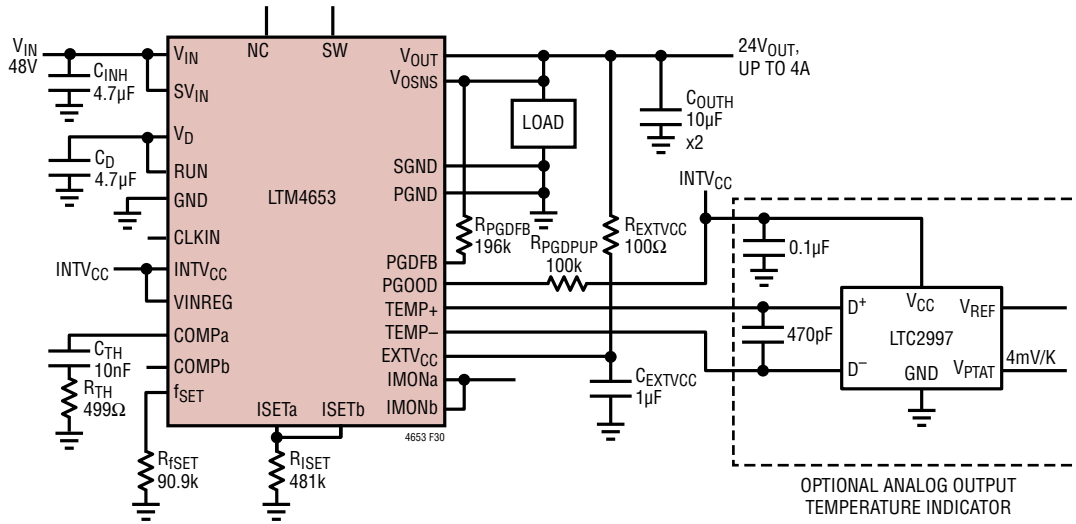 NC
SW
VIN
48V
CINH
4.7µF
VIN
SVIN
VOUT
VOSNS
24VOUT,
UP TO 4A
COUTH
10µF
x2
LOAD
CD
4.7µF
VD
RUN
GND
CLKIN
LTM4653
SGND
PGND
INTVCC
INTVCC
VINREG
INTVCC
RPGDFB
196k
RPGDPUP
100k
REXTVCC
100Ω
0.1µF
PGDFB
PGOOD
TEMP+
TEMP–
EXTVCC
IMONa
IMONb
COMPa
COMPb
fSET
CTH
10nF
RTH
499Ω
ISETa
ISETb
4653 F30
CEXTVCC
1µF
470pF
D+
D–
VCC
LTC2997
GND
VREF
VPTAT
4mV/K
RfSET
90.9k
RISET
481k
OPTIONAL ANALOG OUTPUT
TEMPERATURE INDICATOR